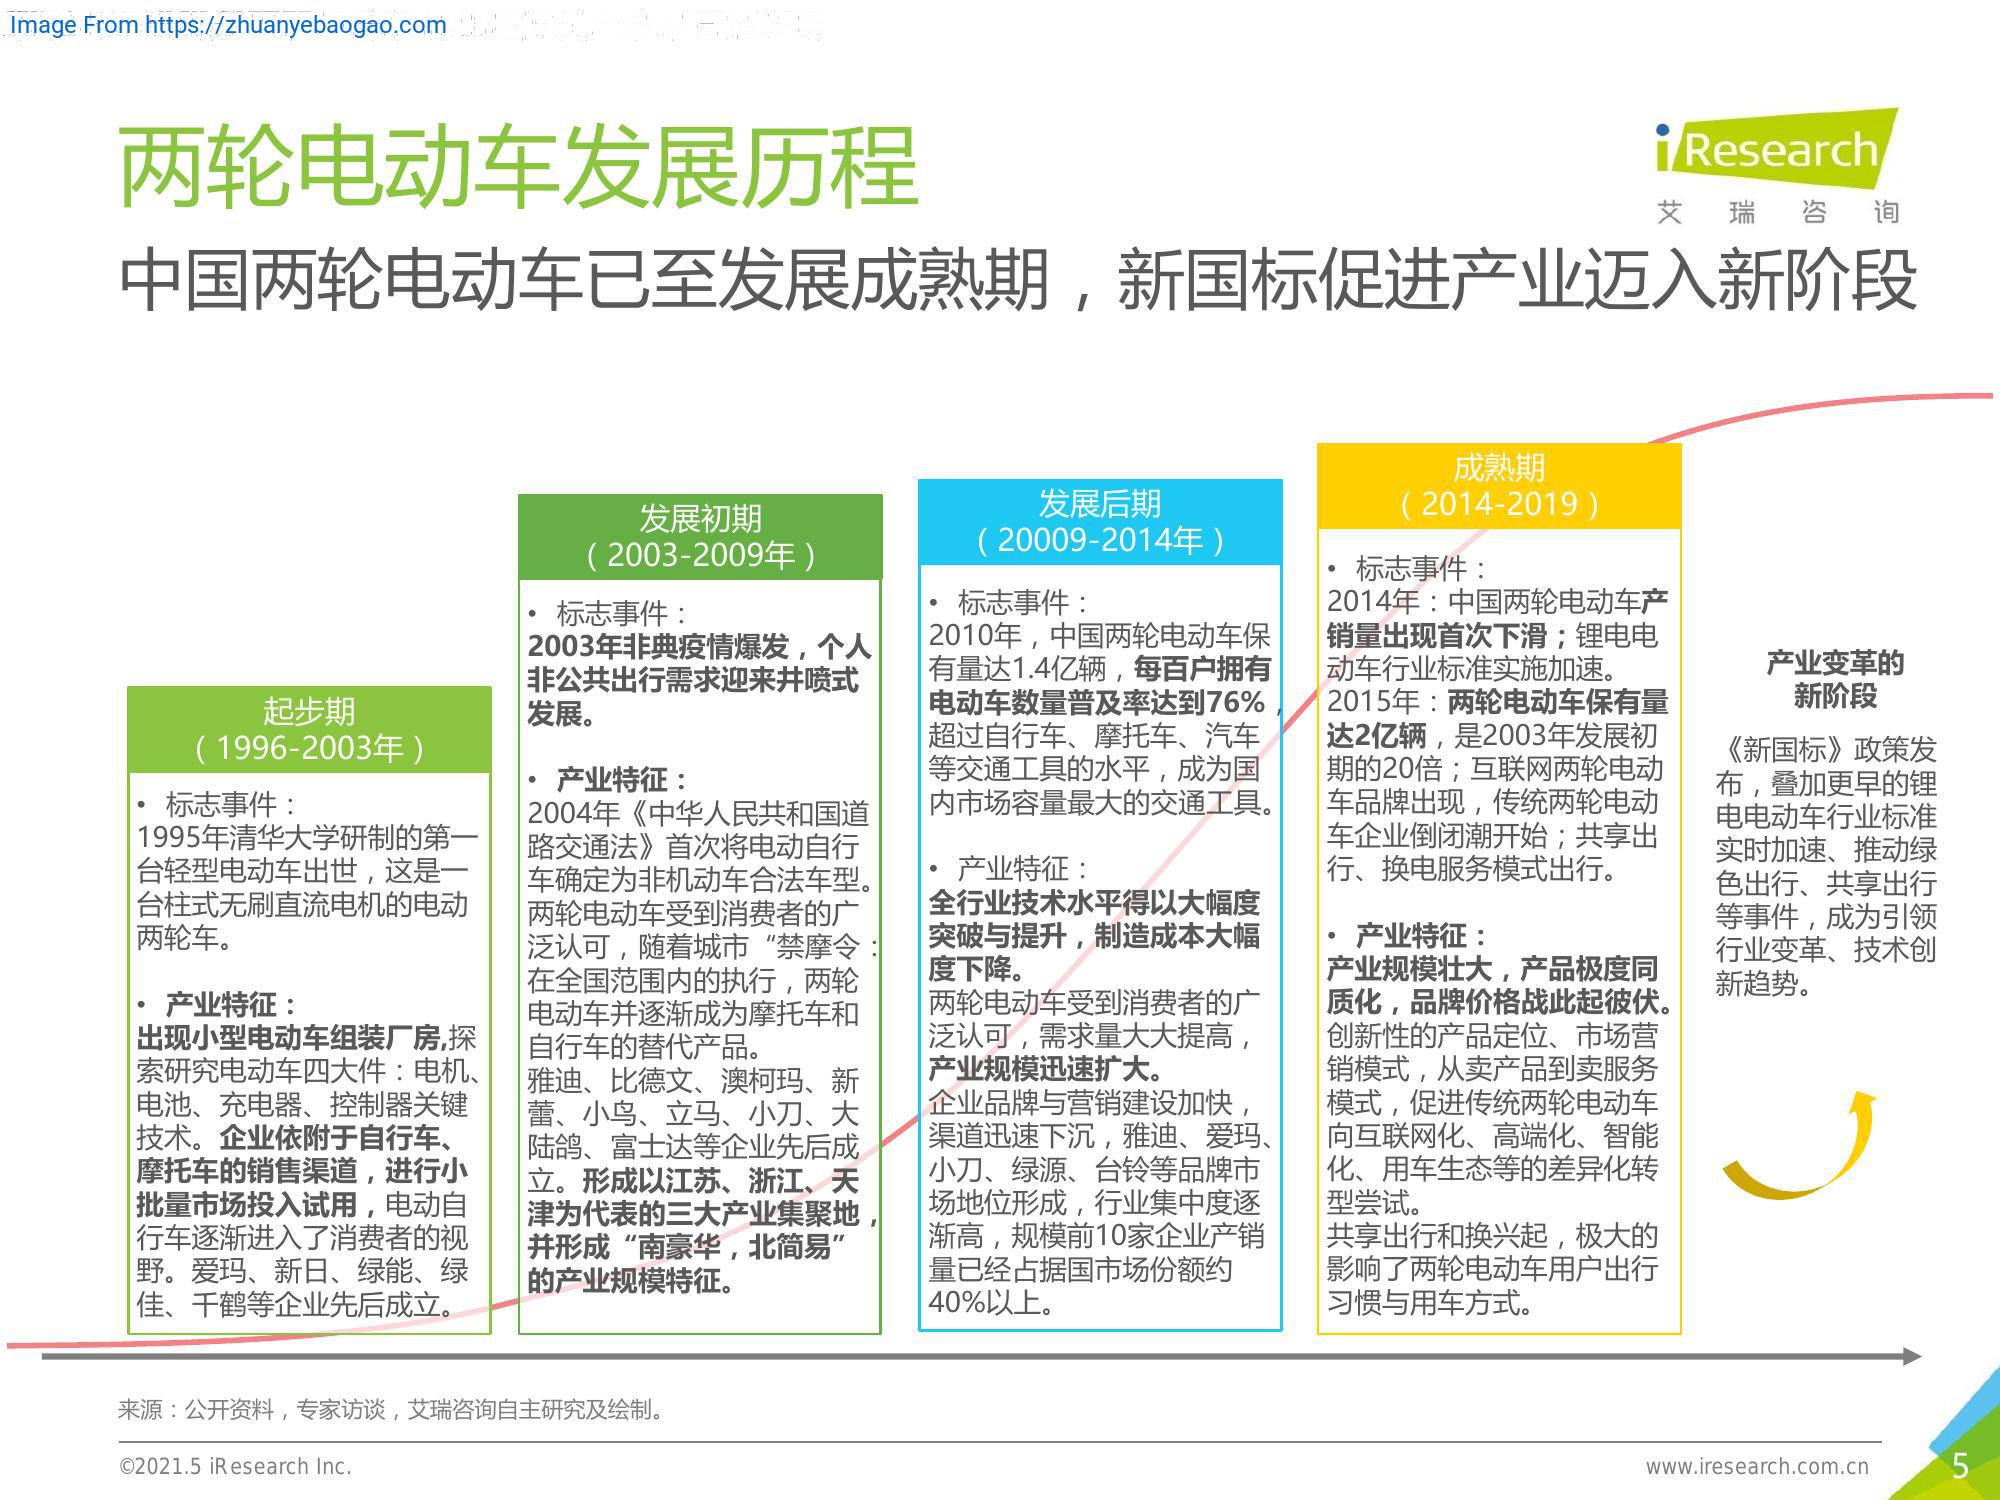 Image From https://zhuanyebaogao.com
两轮电动车发展历程
iResearch
艾瑞咨询
中国两轮电动车已至发展成熟期，新国标促进产业迈入新阶段
起步期
（1996-2003年）
• 标志事件：
1995年清华大学研制的第一
台轻型电动车出世，这是一
台柱式无刷直流电机的电动
两轮车。
• 产业特征：
出现小型电动车组装厂房,探
索研究电动车四大件：电机、
电池、充电器、控制器关键
技术。企业依附于自行车、
摩托车的销售渠道，进行小
批量市场投入试用，电动自
行车逐渐进入了消费者的视
野。爱玛、新日、绿能、绿
佳、千鹤等企业先后成立。
发展初期
（2003-2009年）
• 标志事件：
2003年非典疫情爆发，个人
非公共出行需求迎来井喷式
发展。
• 产业特征：
2004年《中华人民共和国道
路交通法》首次将电动自行
车确定为非机动车合法车型。
两轮电动车受到消费者的广
泛认可，随着城市“禁摩令：
在全国范围内的执行，两轮
电动车并逐渐成为摩托车和
自行车的替代产品。
雅迪、比德文、澳柯玛、新
蕾、小鸟、立马、小刀、大
陆鸽、富士达等企业先后成
立。形成以江苏、浙江、天
津为代表的三大产业集聚地，
并形成“南豪华，北简易”
的产业规模特征。
发展后期
（20009-2014年）
• 标志事件：
2010年，中国两轮电动车保
有量达1.4亿辆，每百户拥有
电动车数量普及率达到76%，
超过自行车、摩托车、汽车
等交通工具的水平，成为国
内市场容量最大的交通工具。
• 产业特征：
全行业技术水平得以大幅度
突破与提升，制造成本大幅
度下降。
两轮电动车受到消费者的广
泛认可，需求量大大提高，
产业规模迅速扩大。
企业品牌与营销建设加快，
渠道迅速下沉，雅迪、爱玛、
小刀、绿源、台铃等品牌市
场地位形成，行业集中度逐
渐高，规模前10家企业产销
量已经占据国市场份额约
40%以上。
成熟期
（2014-2019）
• 标志事件：
2014年：中国两轮电动车产
销量出现首次下滑；锂电电
动车行业标准实施加速。
2015年：两轮电动车保有量
达2亿辆，是2003年发展初
期的20倍；互联网两轮电动
车品牌出现，传统两轮电动
车企业倒闭潮开始；共享出
行、换电服务模式出行。
• 产业特征：
产业规模壮大，产品极度同
质化，品牌价格战此起彼伏。
创新性的产品定位、市场营
销模式，从卖产品到卖服务
模式，促进传统两轮电动车
向互联网化、高端化、智能
化、用车生态等的差异化转
型尝试。
共享出行和换兴起，极大的
影响了两轮电动车用户出行
习惯与用车方式。
产业变革的
新阶段
《新国标》政策发
布，叠加更早的锂
电电动车行业标准
实时加速、推动绿
色出行、共享出行
等事件，成为引领
行业变革、技术创
新趋势。
来源：公开资料，专家访谈，艾瑞咨询自主研究及绘制。
©2021.5 iResearch Inc.
www.iresearch.com.cn
5